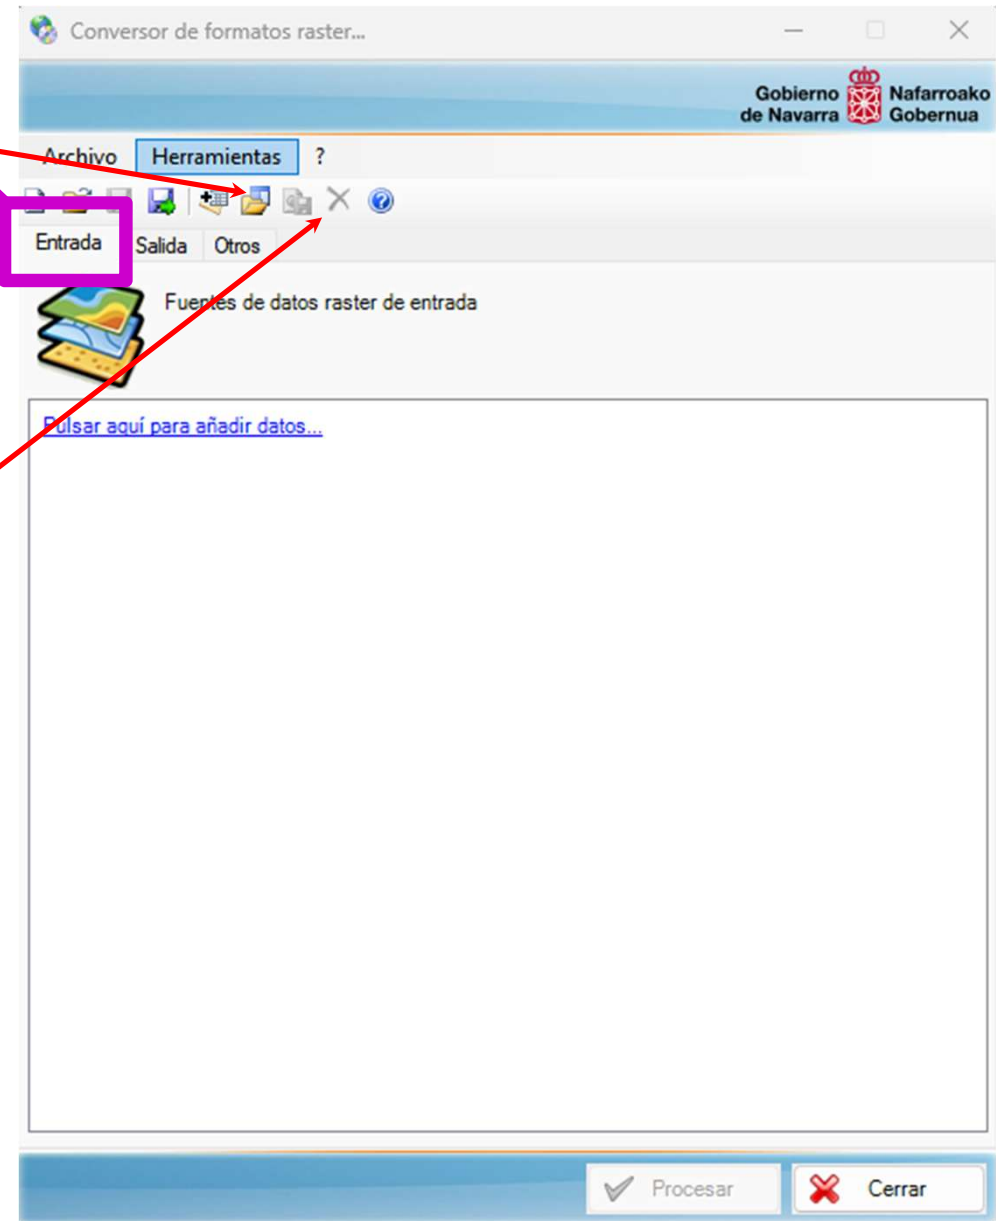 Conversor de formatos raster...
Gobierno de Navarra
Nafarroako Gobernua
Archivo Herramientas ?
Entrada Salida Otros
Fuentes de datos raster de entrada
Pulsar aquí para añadir datos...
Procesar Cerrar